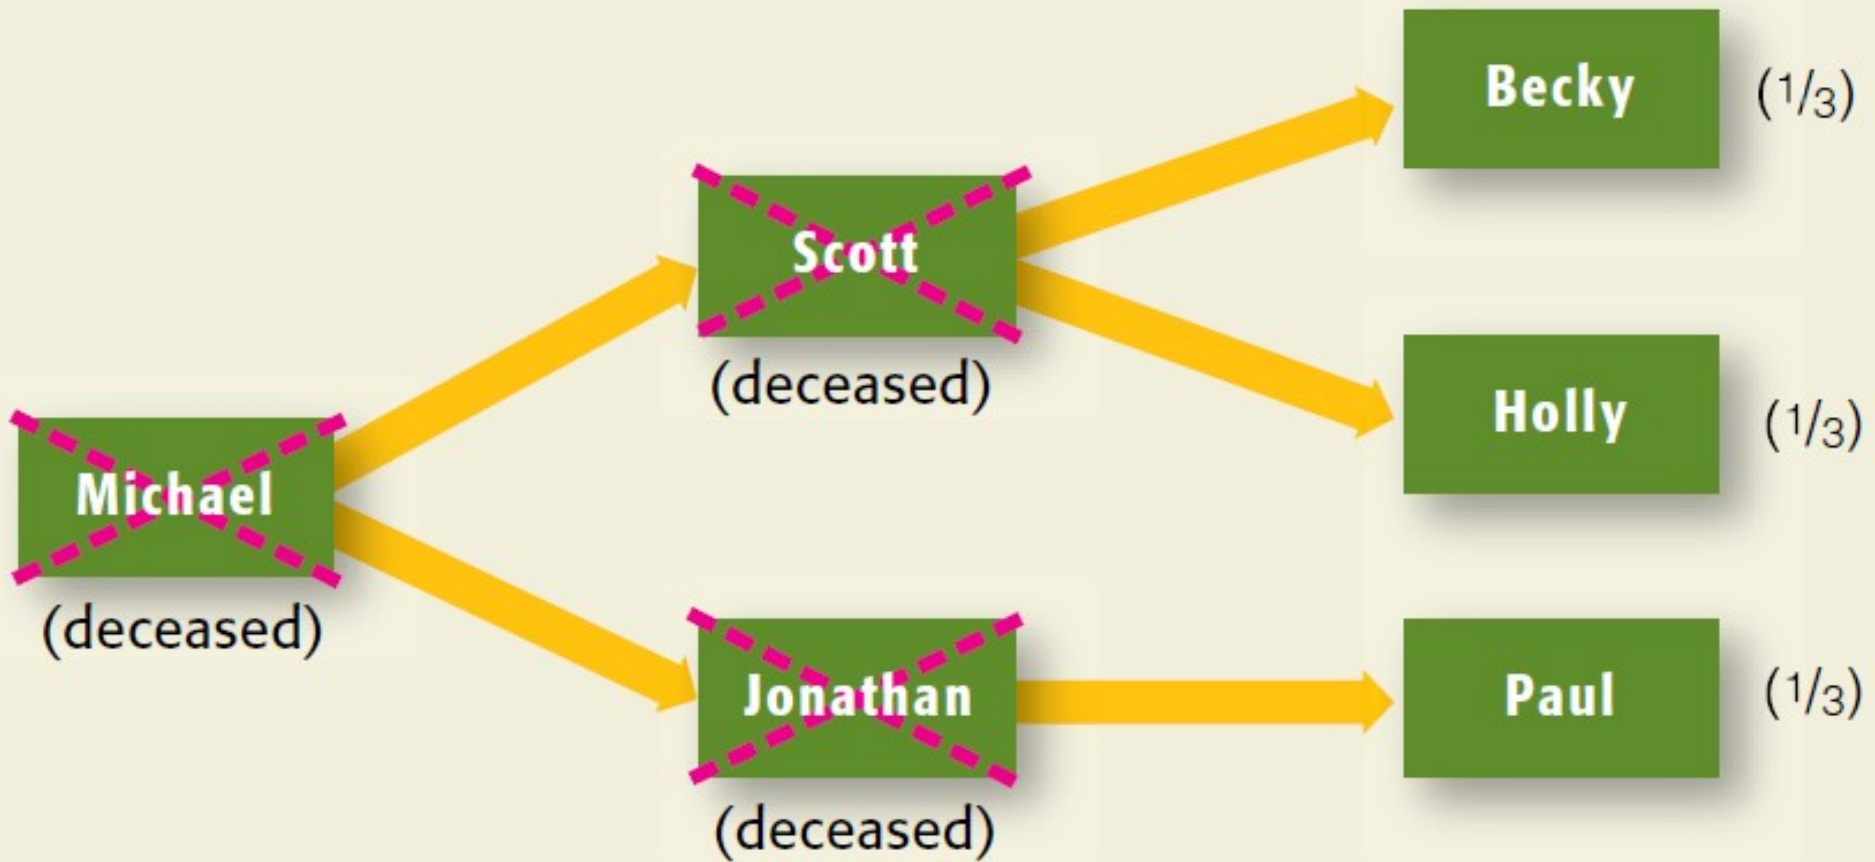 Becky
(1/3)
Scott
(deceased)
Holly
(1/3)
Michael
(deceased)
Jonathan
(deceased)
Paul
(1/3)